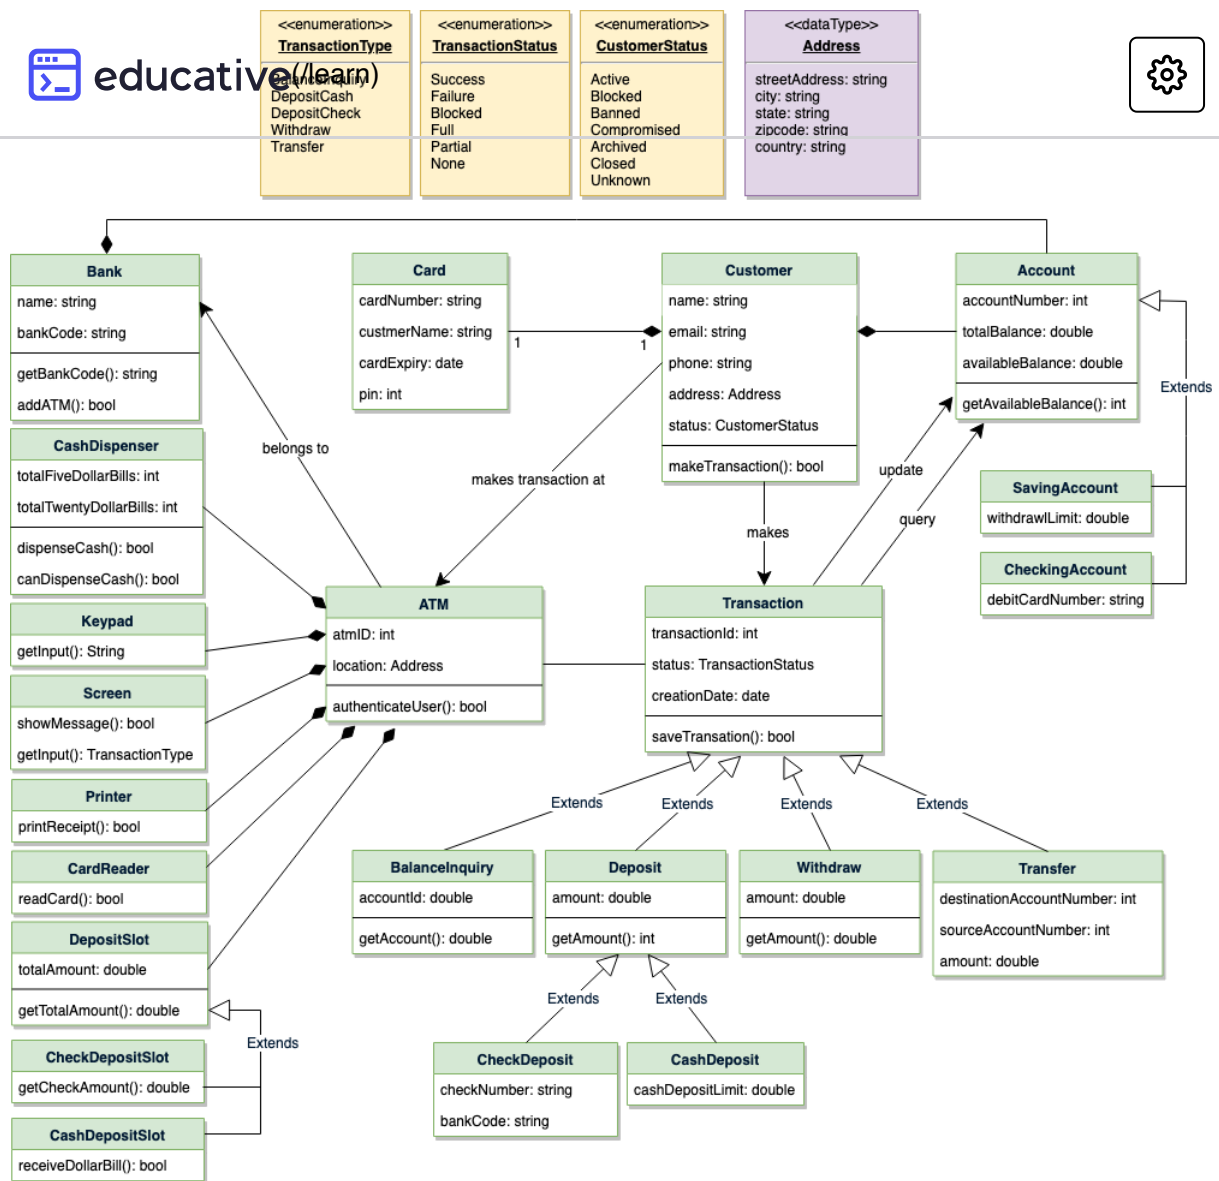 <<enumeration>>
TransactionType
BalanceInquiry
DepositCash
DepositCheck
Withdraw
Transfer
<<enumeration>>
TransactionStatus
Success
Failure
Blocked
Full
Partial
None
<<enumeration>>
CustomerStatus
Active
Blocked
Banned
Compromised
Archived
Closed
Unknown
<<dataType>>
Address
streetAddress: string
city: string
state: string
zipcode: string
country: string
educative(/learn)
Bank
name: string
bankCode: string
getBankCode(): string
addATM(): bool
Card
cardNumber: string
custmerName: string
cardExpiry: date
pin: int
1
1
Customer
name: string
email: string
phone: string
address: Address
status: CustomerStatus
makeTransaction(): bool
Account
accountNumber: int
totalBalance: double
availableBalance: double
getAvailableBalance(): int
Extends
SavingAccount
withdrawlLimit: double
CheckingAccount
debitCardNumber: string
belongs to
makes transaction at
makes
update
query
CashDispenser
totalFiveDollarBills: int
totalTwentyDollarBills: int
dispenseCash(): bool
canDispenseCash(): bool
Keypad
getInput(): String
Screen
showMessage(): bool
getInput(): TransactionType
Printer
printReceipt(): bool
CardReader
readCard(): bool
DepositSlot
totalAmount: double
getTotalAmount(): double
Extends
CheckDepositSlot
getCheckAmount(): double
CashDepositSlot
receiveDollarBill(): bool
ATM
atmID: int
location: Address
authenticateUser(): bool
Transaction
transactionId: int
status: TransactionStatus
creationDate: date
saveTransation(): bool
Extends
Extends
Extends
Extends
BalanceInquiry
accountId: double
getAccount(): double
Deposit
amount: double
getAmount(): int
Withdraw
amount: double
getAmount(): double
Transfer
destinationAccountNumber: int
sourceAccountNumber: int
amount: double
Extends
Extends
CheckDeposit
checkNumber: string
bankCode: string
CashDeposit
cashDepositLimit: double